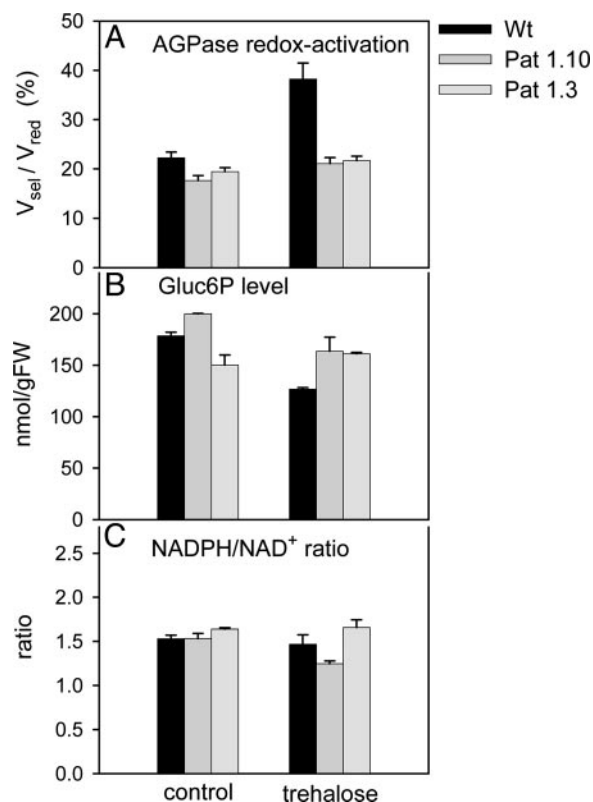 A AGPase redox-activation
Wt
Pat 1.10
Pat 1.3
V_sel / V_red (%)
50
40
30
20
10
0
B Gluc6P level
nmol/gFW
200
150
100
50
0
C NADPH/NAD⁺ ratio
ratio
2.5
2.0
1.5
1.0
0.5
0.0
control trehalose